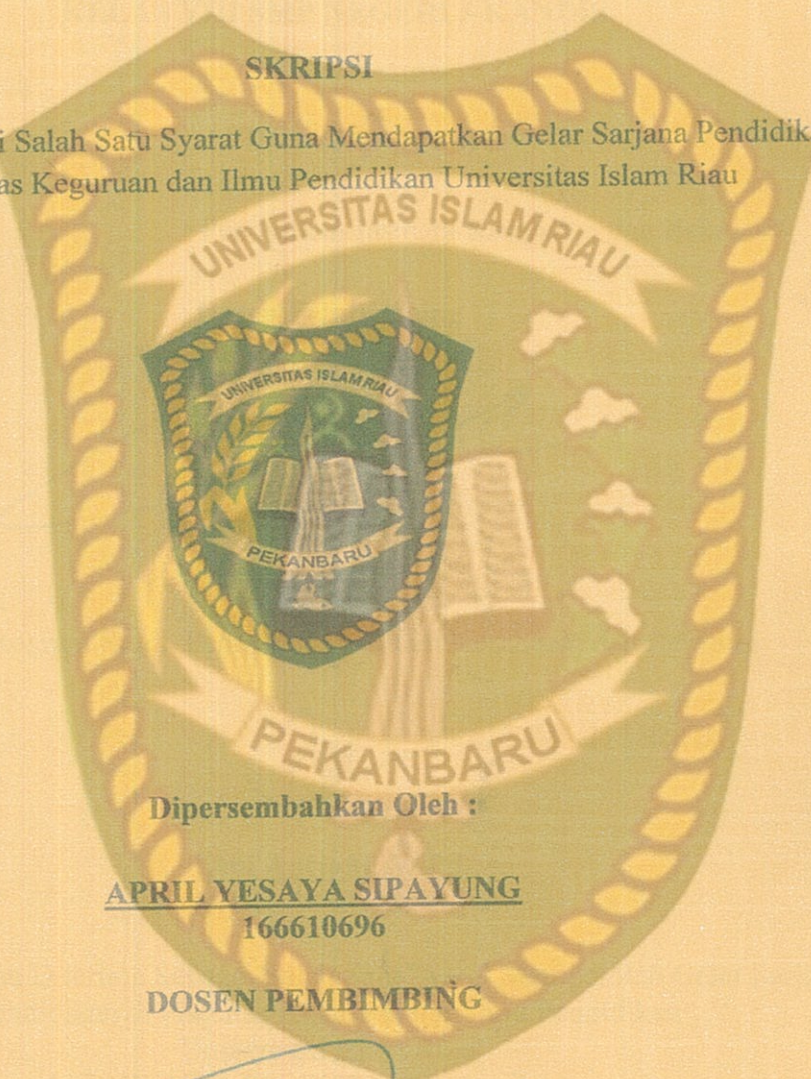 SKRIPSI
i Salah Satu Syarat Guna Mendapatkan Gelar Sarjana Pendidik
as Keguruan dan Ilmu Pendidikan Universitas Islam Riau
UNIVERSITAS ISLAM RIAU
UNIVERSITAS ISLAM RIAU
PEKANBARU
PEKANBARU
Dipersembahkan Oleh :
APRIL YESAYA SIPAYUNG
166610696
DOSEN PEMBIMBING